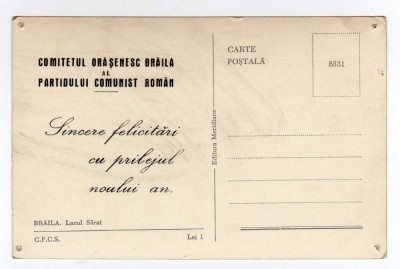 COMITETUL ORĂȘENESC BRĂILA
AL
PARTIDULUI COMUNIST ROMÂN
Sincere felicitări
cu prilejul
noului an.
BRĂILA. Lacul Sărat
C.P.C.S. Lei 1
Editura Meridiane
CARTE
POȘTALĂ
8331